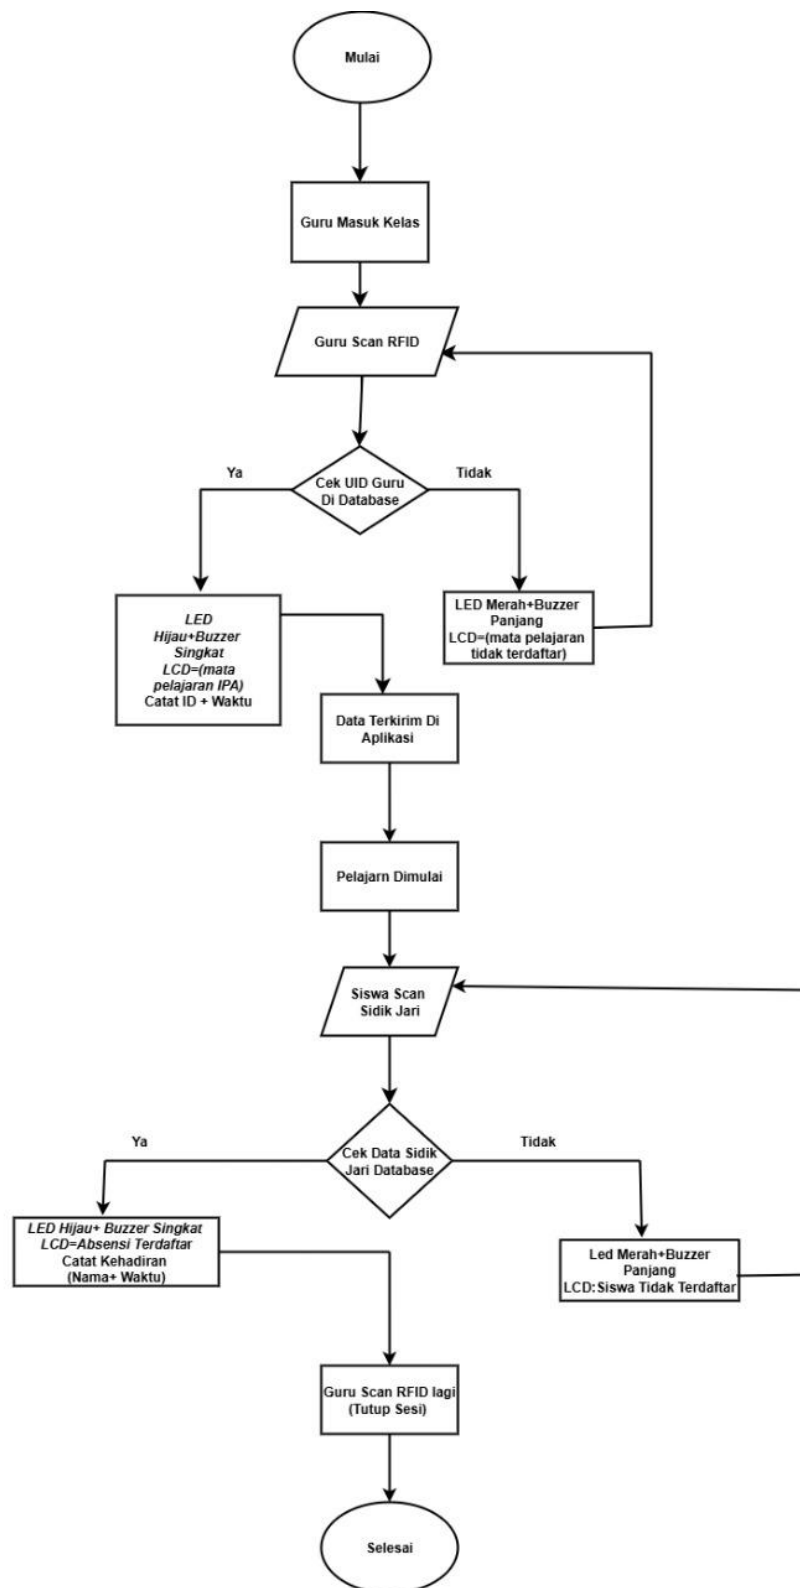 Mulai
Guru Masuk Kelas
Guru Scan RFID
Cek UID Guru
Di Database
Ya
Tidak
LED
Hijau+Buzzer
Singkat
LCD=(mata
pelajaran IPA)
Catat ID + Waktu
LED Merah+Buzzer
Panjang
LCD=(mata pelajaran
tidak terdaftar)
Data Terkirim Di
Aplikasi
Pelajarn Dimulai
Siswa Scan
Sidik Jari
Cek Data Sidik
Jari Database
Ya
Tidak
LED Hijau+ Buzzer Singkat
LCD=Absensi Terdaftar
Catat Kehadiran
(Nama+ Waktu)
Led Merah+Buzzer
Panjang
LCD:Siswa Tidak Terdaftar
Guru Scan RFID lagi
(Tutup Sesi)
Selesai